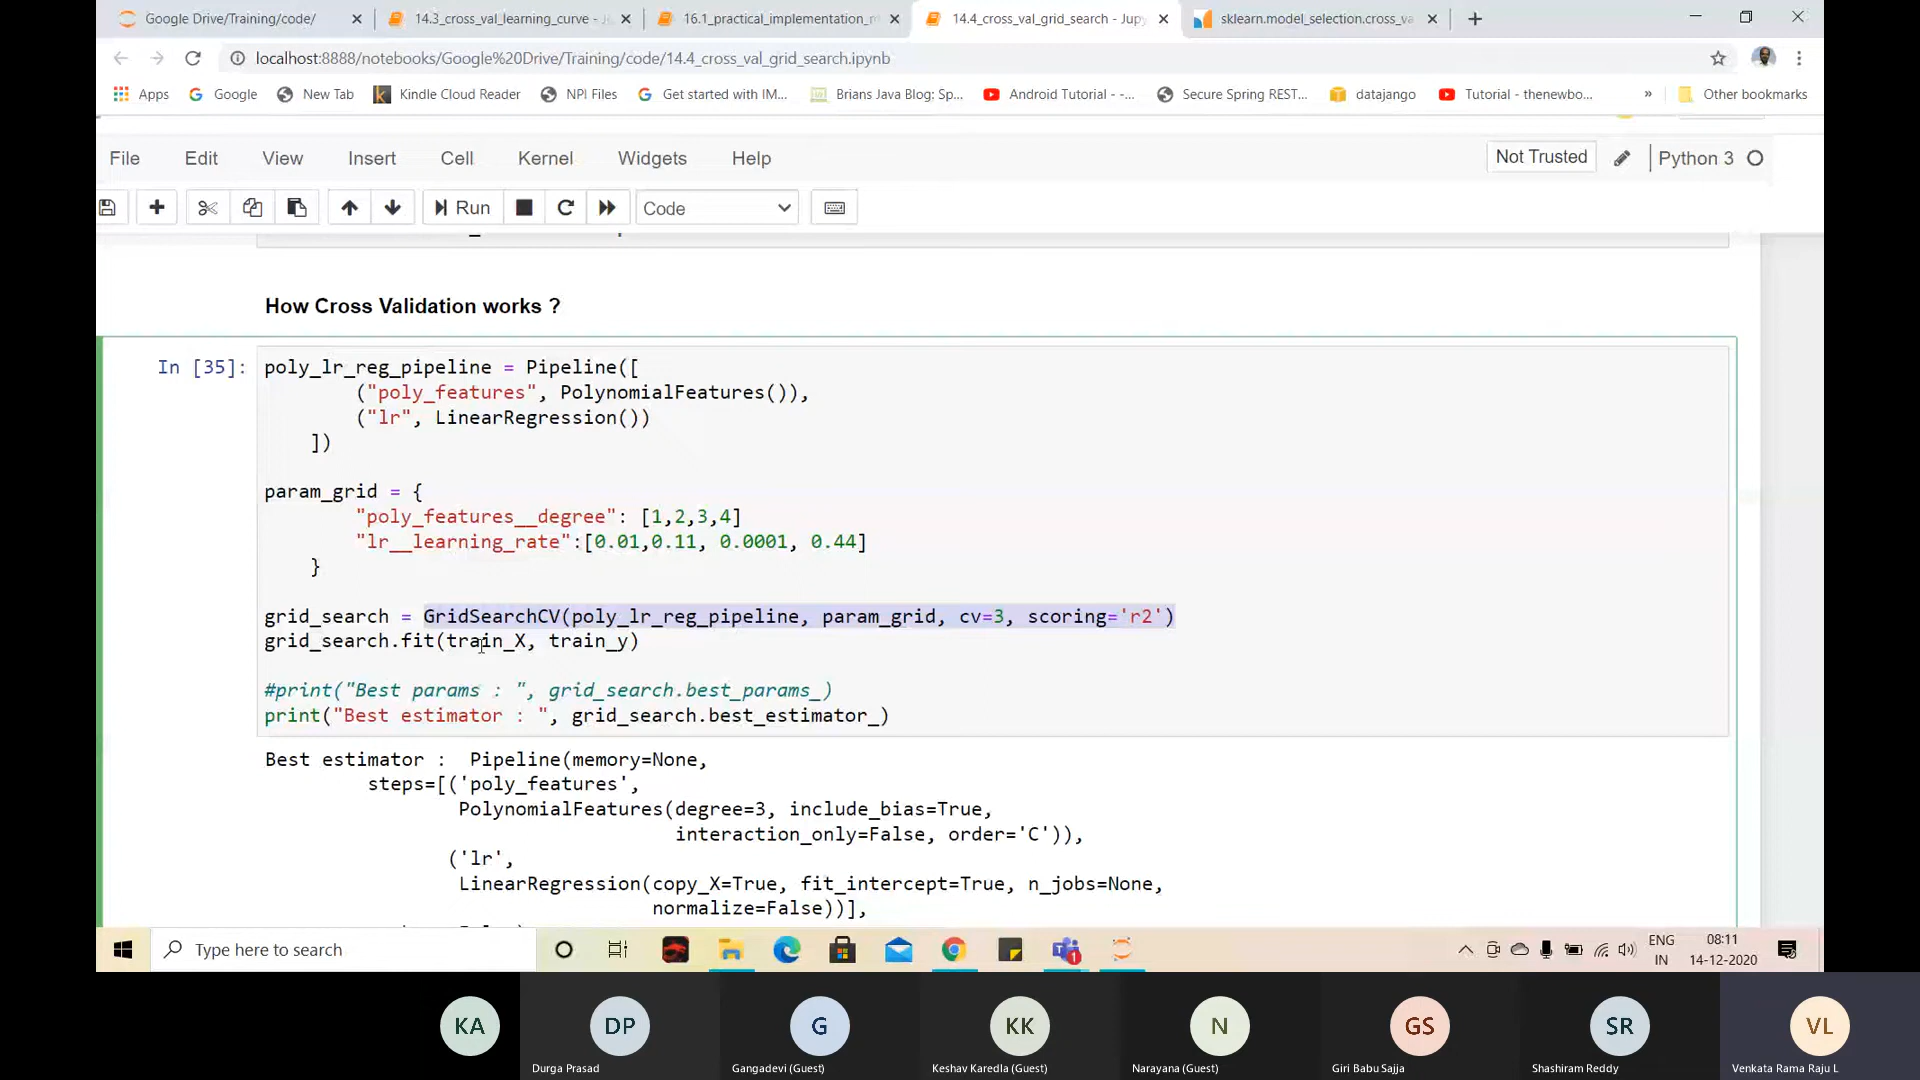 Google Drive/Training/code/
14.3_cross_val_learning_curve - Ju
16.1_practical_implementation_m
14.4_cross_val_grid_search - Jupy
sklearn.model_selection.cross_va
localhost:8888/notebooks/Google%20Drive/Training/code/14.4_cross_val_grid_search.ipynb
Apps
Google
New Tab
Kindle Cloud Reader
NPI Files
Get started with IM...
Brians Java Blog: Sp...
Android Tutorial - -...
Secure Spring REST...
datajango
Tutorial - thenewbo...
»
Other bookmarks
File Edit View Insert Cell Kernel Widgets Help
Not Trusted
Python 3
Run
Code
How Cross Validation works ?
In [35]:
poly_lr_reg_pipeline = Pipeline([
("poly_features", PolynomialFeatures()),
("lr", LinearRegression())
])
param_grid = {
"poly_features__degree": [1,2,3,4]
"lr__learning_rate":[0.01,0.11, 0.0001, 0.44]
}
grid_search = GridSearchCV(poly_lr_reg_pipeline, param_grid, cv=3, scoring='r2')
grid_search.fit(train_X, train_y)
#print("Best params : ", grid_search.best_params_)
print("Best estimator : ", grid_search.best_estimator_)
Best estimator :  Pipeline(memory=None,
steps=[('poly_features',
PolynomialFeatures(degree=3, include_bias=True,
interaction_only=False, order='C')),
('lr',
LinearRegression(copy_X=True, fit_intercept=True, n_jobs=None,
normalize=False))],
Type here to search
1
ENG
IN
08:11
14-12-2020
KA
DP
G
KK
N
GS
SR
VL
Durga Prasad
Gangadevi (Guest)
Keshav Karedla (Guest)
Narayana (Guest)
Giri Babu Sajja
Shashiram Reddy
Venkata Rama Raju L